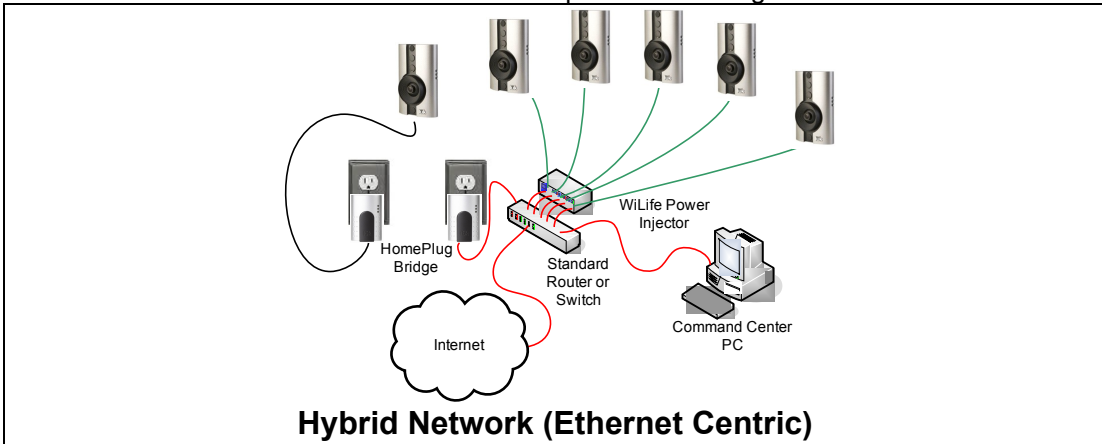 WiLife Power
Injector
HomePlug
Bridge
Standard
Router or
Switch
Internet
Command Center
PC
Hybrid Network (Ethernet Centric)